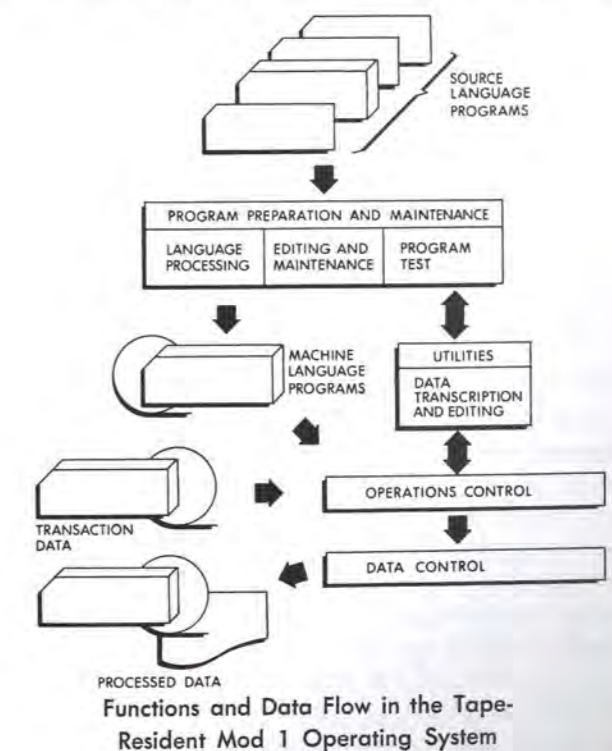 SOURCE
LANGUAGE
PROGRAMS
PROGRAM PREPARATION AND MAINTENANCE
LANGUAGE
PROCESSING
EDITING AND
MAINTENANCE
PROGRAM
TEST
MACHINE
LANGUAGE
PROGRAMS
UTILITIES
DATA
TRANSCRIPTION
AND EDITING
TRANSACTION
DATA
OPERATIONS CONTROL
DATA CONTROL
PROCESSED DATA
Functions and Data Flow in the Tape-
Resident Mod 1 Operating System